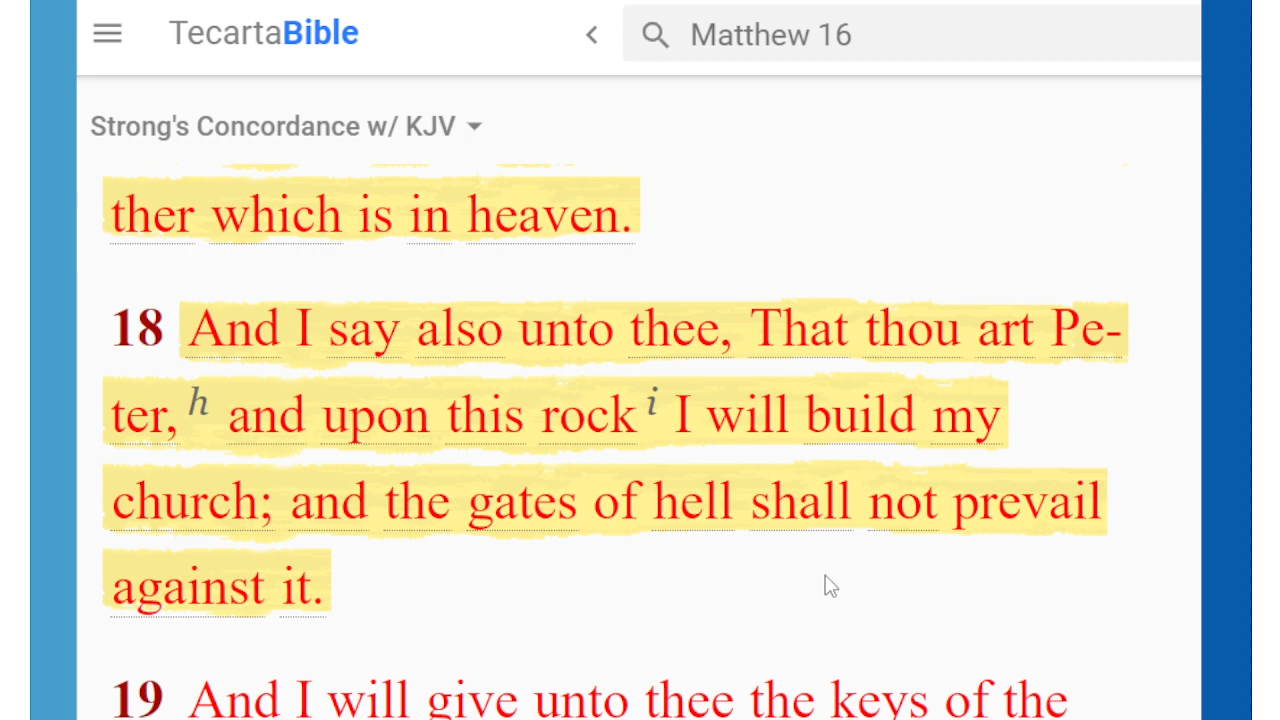 TecartaBible
Matthew 16
Strong's Concordance w/ KJV
ther which is in heaven.
18 And I say also unto thee, That thou art Pe-
ter, h and upon this rock i I will build my
church; and the gates of hell shall not prevail
against it.
19 And I will give unto thee the keys of the